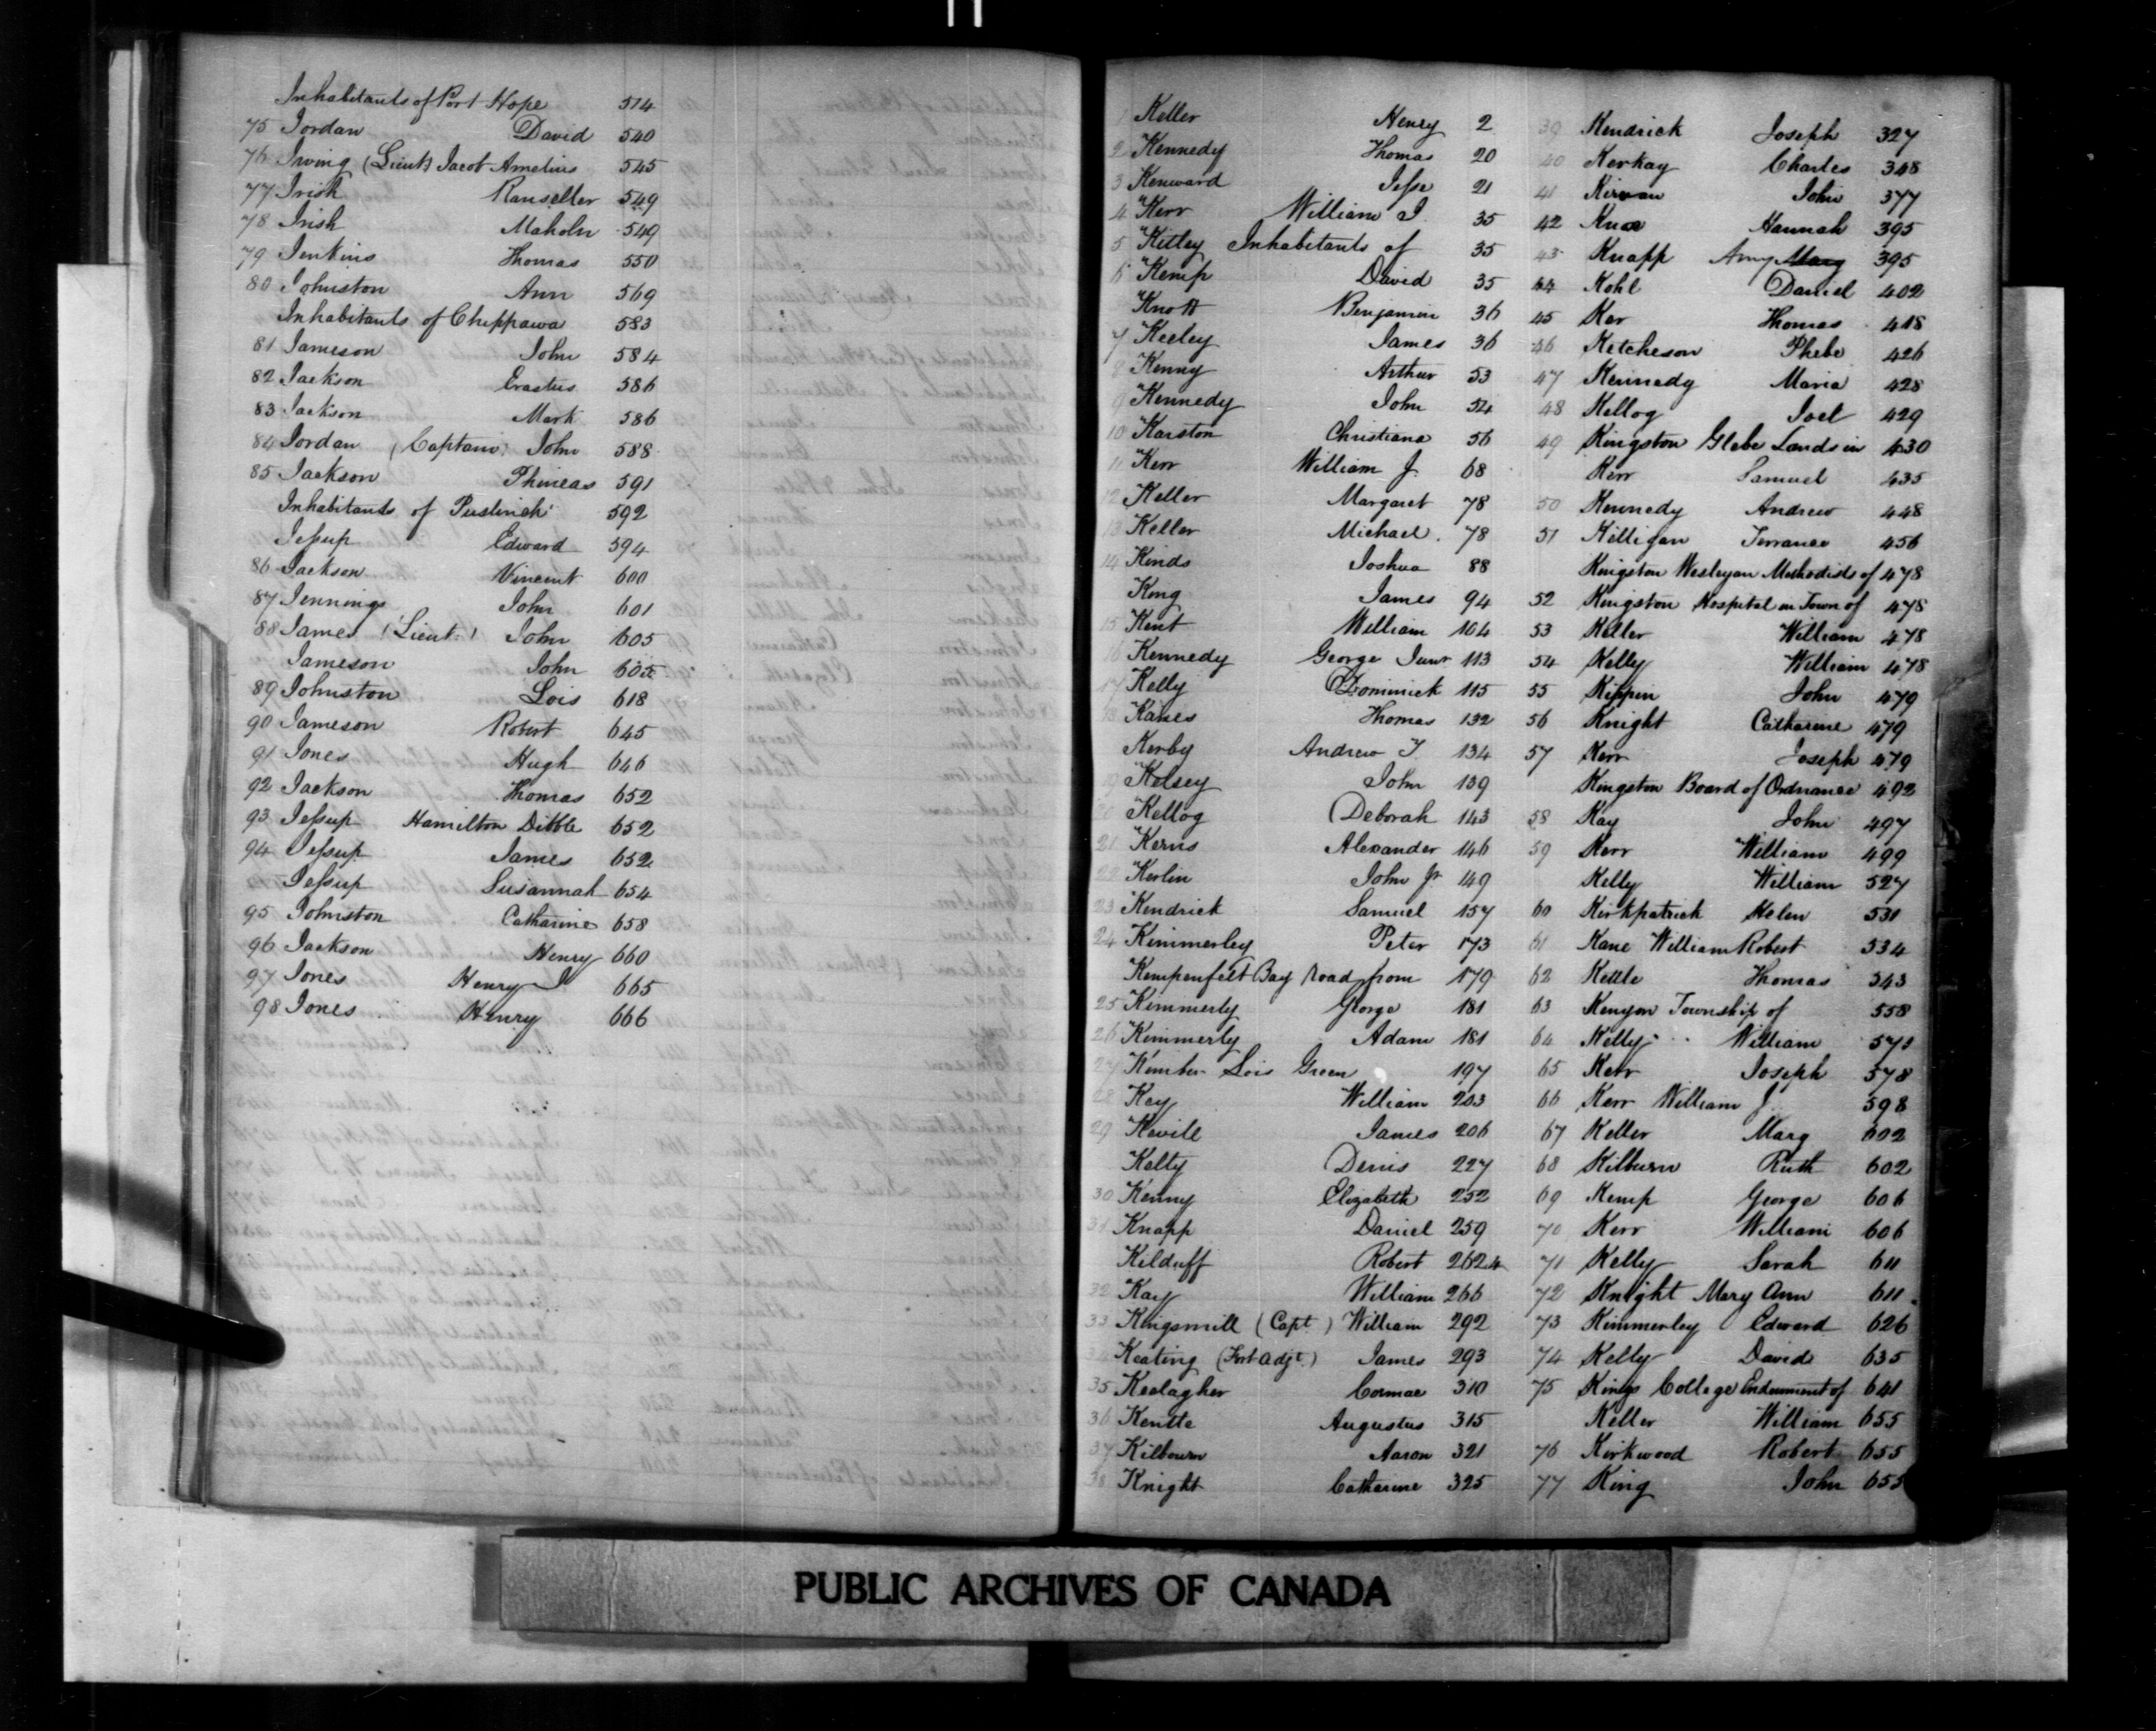 Inhabitants of Port Hope 514
75 Jordan David 540
76 Irving (Lieut) Jacob Amelius 545
77 Irish Ranseller 549
78 Irish Maholn 549
79 Jenkins Thomas 550
80 Johnston Ann 569
Inhabitants of Chippawa 583
81 Jameson John 584
82 Jackson Erastus 586
83 Jackson Mark 586
84 Jordan (Captain) John 588
85 Jackson Phineas 591
Inhabitants of Puslinch 592
Jessup Edward 594
86 Jackson Vincent 600
87 Jennings John 601
88 James (Lieut.) John 605
Jameson John 605
89 Johnston Lois 618
90 Jameson Robert 645
91 Jones Hugh 646
92 Jackson Thomas 652
93 Jessup Hamilton Dibble 652
94 Jessup James 652
Jessup Susannah 654
95 Johnston Catharine 658
96 Jackson Henry 660
97 Jones Henry J 665
98 Jones Henry 666
1 Keller Henry 2
2 Kennedy Thomas 20
3 Kenward Jesse 21
4 Kerr William J. 35
5 Kitley Inhabitants of 35
6 Kemp David 35
Knott Benjamin 36
7 Keeley James 36
8 Kenny Arthur 53
9 Kennedy John 54
10 Karston Christiana 56
11 Kerr William J. 68
12 Keller Margaret 78
13 Keller Michael 78
14 Kinds Joshua 88
King James 94
15 Kent William 104
16 Kennedy George Junr 113
17 Kelly Dominick 115
18 Kanes Thomas 132
Kerby Andrew T. 134
19 Kelsey John 139
20 Kellog Deborah 143
21 Kerns Alexander 146
22 Kerlin John Jr 149
23 Kendrick Samuel 157
24 Kimmerley Peter 173
Kempenfelt Bay Road from 179
25 Kimmerly George 181
26 Kimmerly Adam 181
27 Kimber Lois Green 197
28 Kay William 203
29 Kevill James 206
Kelty Denis 227
30 Kenny Elizabeth 252
31 Knapp Daniel 259
Kilduff Robert 262
32 Kay William 266
33 Kingsmill (Capt.) William 292
34 Keating (Fort Adjt.) James 293
35 Keelagher Cormac 310
36 Kentte Augustus 315
37 Kilbourn Aaron 321
38 Knight Catharine 325
39 Kendrick Joseph 327
40 Kerkay Charles 348
41 Kirwan John 377
42 Knox Hannah 395
43 Knapp Amy Mary 395
44 Kohl Daniel 402
45 Ker Thomas 418
46 Ketcheson Phebe 426
47 Kennedy Maria 428
48 Kellog Joel 429
49 Kingston Glebe Lands in 430
Kerr Samuel 435
50 Kennedy Andrew 448
51 Killigan Terrance 456
Kingston Wesleyan Methodists of 478
52 Kingston Hospital in Town of 478
53 Keller William 478
54 Kelly William 478
55 Kippin John 479
56 Knight Catharine 479
57 Kerr Joseph 479
Kingston Board of Ordnance 492
58 Kay John 497
59 Kerr William 499
Kelly William 527
60 Kirkpatrick Helen 531
61 Kane William Robert 534
62 Kettle Thomas 543
63 Kenyon Township of 558
64 Kelly William 573
65 Kerr Joseph 578
66 Kerr William J. 598
67 Keller Mary 602
68 Kilburn Ruth 602
69 Kemp George 606
70 Kerr William 606
71 Kelly Sarah 611
72 Knight Mary Ann 611
73 Kimmerley Edward 626
74 Kelly David 635
75 Kings College Endowment of 641
Keller William 655
76 Kirkwood Robert 655
77 King John 655
PUBLIC ARCHIVES OF CANADA